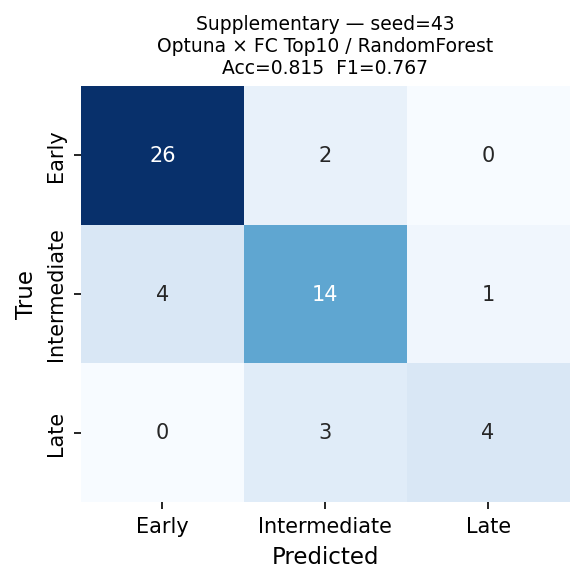 Supplementary — seed=43
Optuna × FC Top10 / RandomForest
Acc=0.815  F1=0.767
True
Early
26
2
0
Intermediate
4
14
1
Late
0
3
4
Early
Intermediate
Late
Predicted